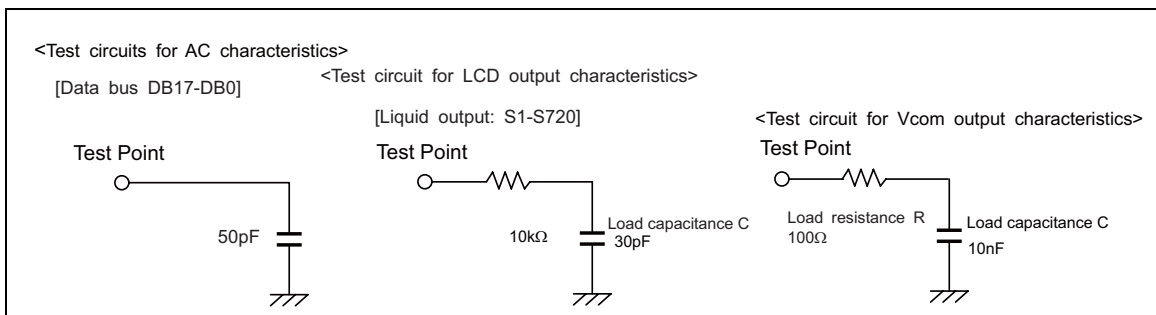 <Test circuits for AC characteristics>
[Data bus DB17-DB0]
Test Point
50pF
<Test circuit for LCD output characteristics>
[Liquid output: S1-S720]
Test Point
10kΩ
Load capacitance C
30pF
<Test circuit for Vcom output characteristics>
Test Point
Load resistance R
100Ω
Load capacitance C
10nF